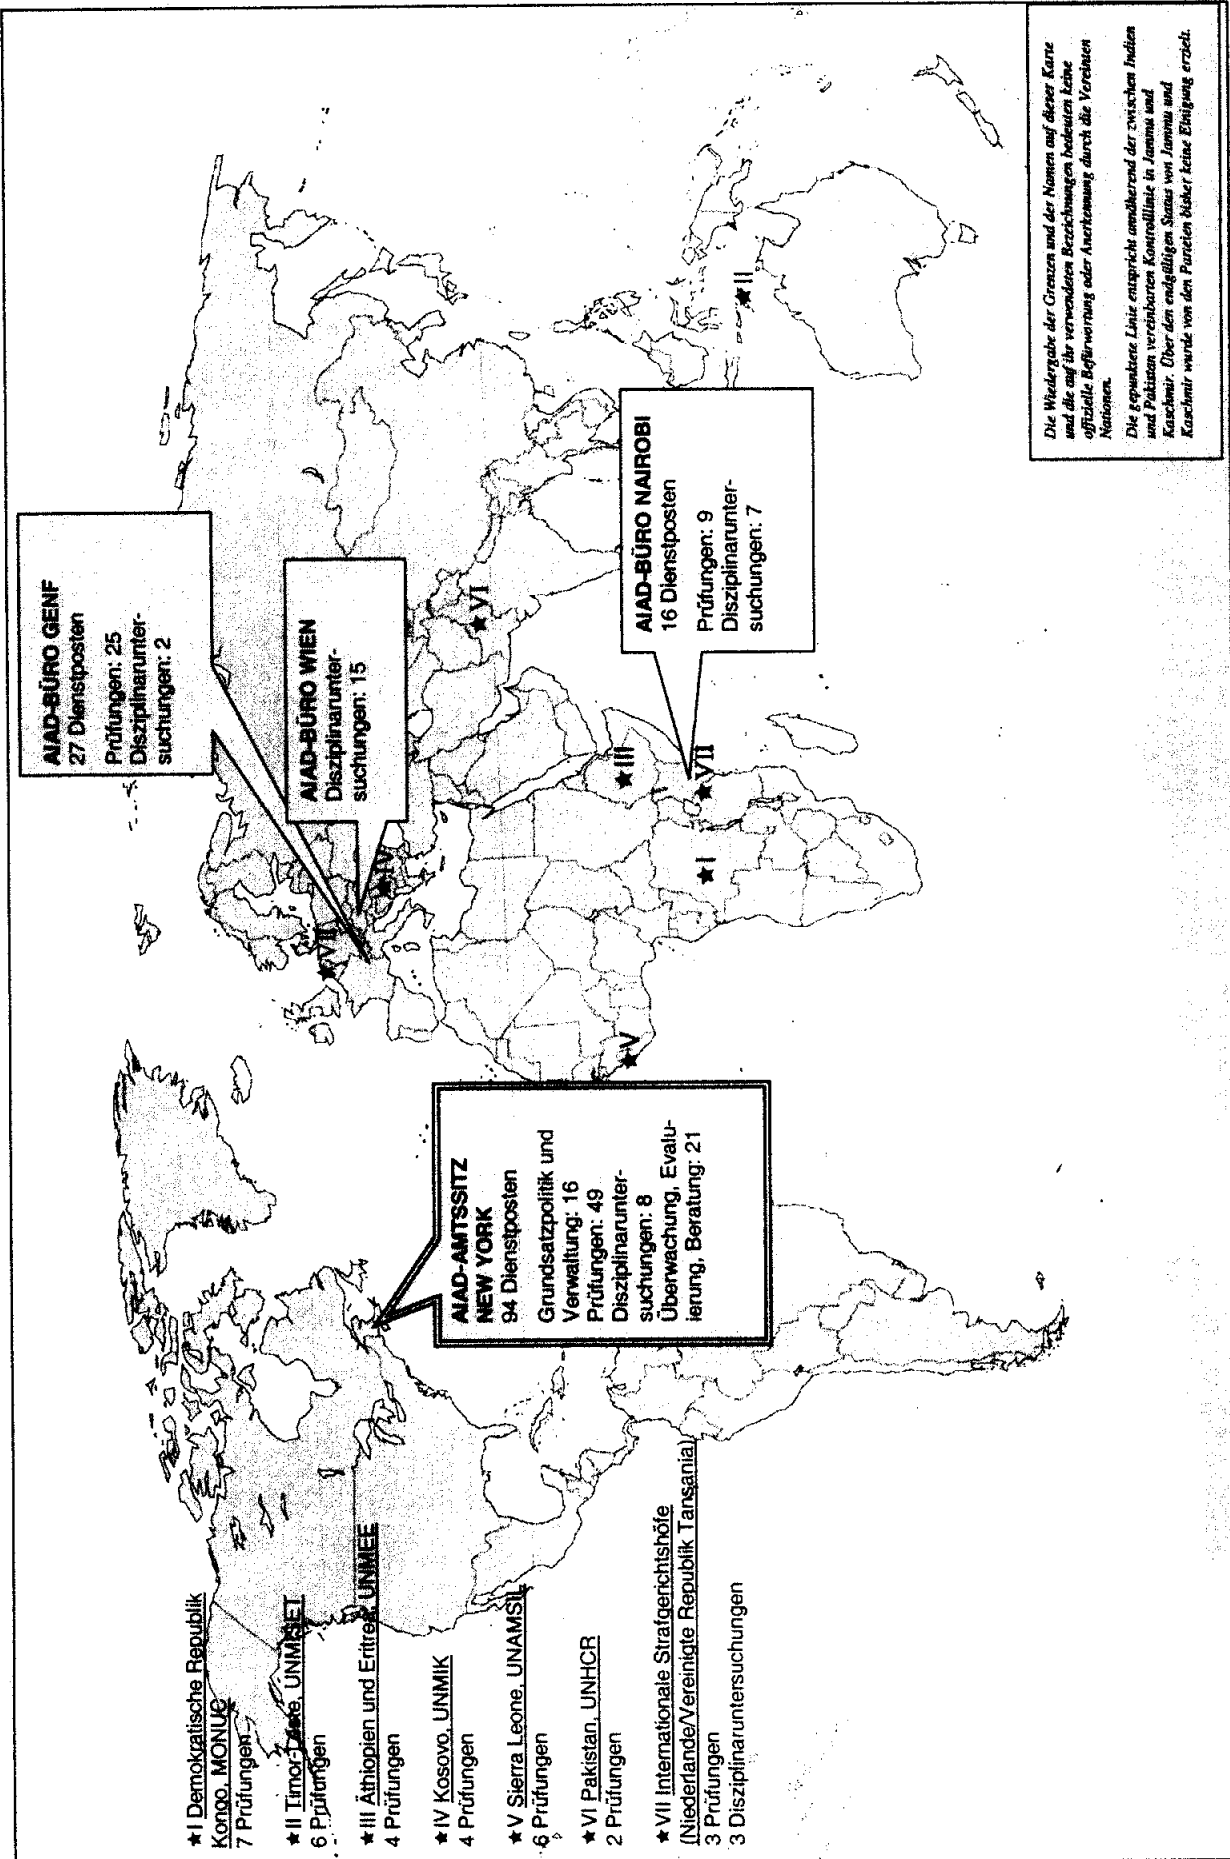 AIAD-BÜRO GENF
27 Dienstposten
Prüfungen: 25
Disziplinarunter-
suchungen: 2
AIAD-BÜRO WIEN
Disziplinarunter-
suchungen: 15
AIAD-BÜRO NAIROBI
16 Dienstposten
Prüfungen: 9
Disziplinarunter-
suchungen: 7
AIAD-AMTSSITZ
NEW YORK
94 Dienstposten
Grundsatzpolitik und
Verwaltung: 16
Prüfungen: 49
Disziplinarunter-
suchungen: 8
Überwachung, Evalu-
ierung, Beratung: 21
★I
★II
★III
★IV
★V
★VI
★VII
★VII
★I Demokratische Republik
Kongo, MONUC
7 Prüfungen
★II Timor-Leste, UNMISET
6 Prüfungen
★III Äthiopien und Eritrea, UNMEE
4 Prüfungen
★IV Kosovo, UNMIK
4 Prüfungen
★V Sierra Leone, UNAMSIL
6 Prüfungen
★VI Pakistan, UNHCR
2 Prüfungen
★VII Internationale Strafgerichtshöfe
(Niederlande/Vereinigte Republik Tansania)
3 Prüfungen
3 Disziplinaruntersuchungen
Die Wiedergabe der Grenzen und der Namen auf dieser Karte
und die auf ihr verwendeten Bezeichnungen bedeuten keine
offizielle Befürwortung oder Anerkennung durch die Vereinten
Nationen.
Die gepunktete Linie entspricht annähernd der zwischen Indien
und Pakistan vereinbarten Kontrolllinie in Jammu und
Kaschmir. Über den endgültigen Status von Jammu und
Kaschmir wurde von den Parteien bisher keine Einigung erzielt.